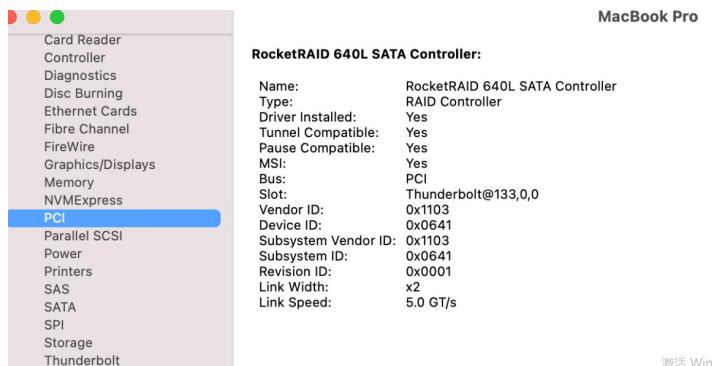 MacBook Pro
Card Reader
Controller
Diagnostics
Disc Burning
Ethernet Cards
Fibre Channel
FireWire
Graphics/Displays
Memory
NVMExpress
PCI
Parallel SCSI
Power
Printers
SAS
SATA
SPI
Storage
Thunderbolt
RocketRAID 640L SATA Controller:
Name: RocketRAID 640L SATA Controller
Type: RAID Controller
Driver Installed: Yes
Tunnel Compatible: Yes
Pause Compatible: Yes
MSI: Yes
Bus: PCI
Slot: Thunderbolt@133,0,0
Vendor ID: 0x1103
Device ID: 0x0641
Subsystem Vendor ID: 0x1103
Subsystem ID: 0x0641
Revision ID: 0x0001
Link Width: x2
Link Speed: 5.0 GT/s
激活 Win